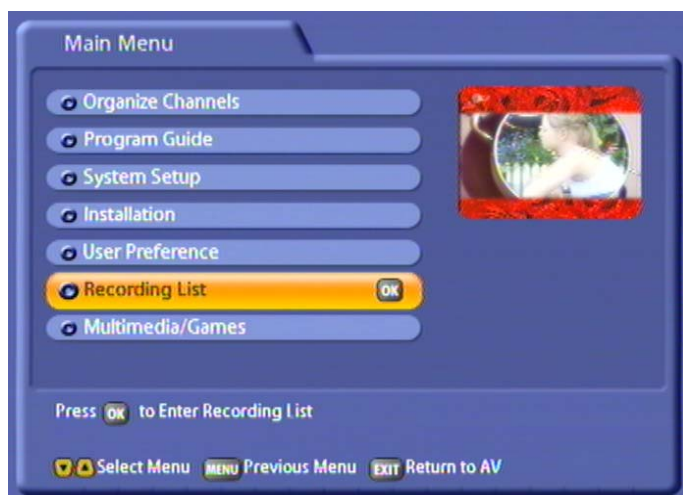 Main Menu
Organize Channels
Program Guide
System Setup
Installation
User Preference
Recording List OK
Multimedia/Games
Press OK to Enter Recording List
Select Menu MENU Previous Menu EXIT Return to AV